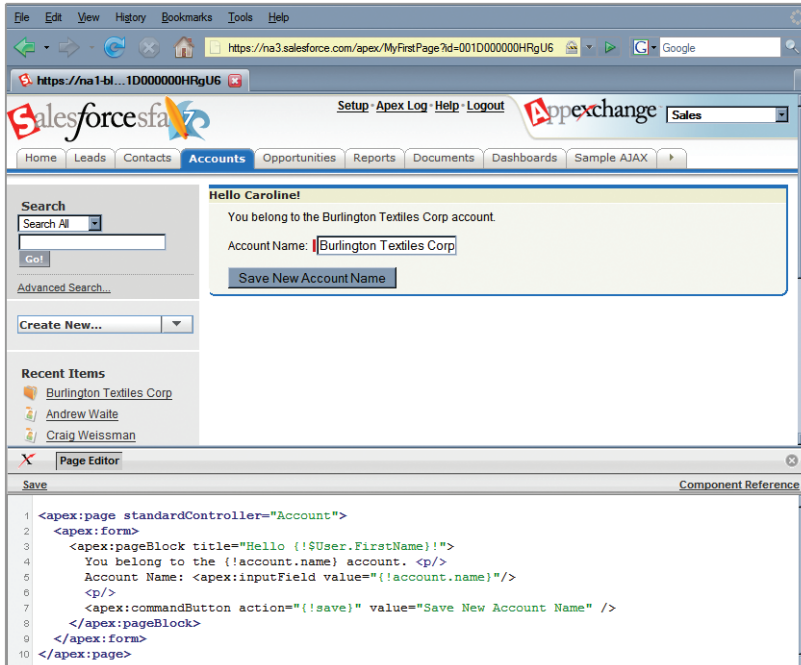 File Edit View History Bookmarks Tools Help
https://na3.salesforce.com/apex/MyFirstPage?id=001D000000HRgU6 G Google
https://na1-bl...1D000000HRgU6
Salesforcesfa Setup · Apex Log · Help · Logout Appexchange Sales
Home Leads Contacts Accounts Opportunities Reports Documents Dashboards Sample AJAX
Search
Search All
Go!
Advanced Search...
Create New...
Recent Items
Burlington Textiles Corp
Andrew Waite
Craig Weissman
Hello Caroline!
You belong to the Burlington Textiles Corp account.
Account Name: Burlington Textiles Corp
Save New Account Name
Page Editor
Save Component Reference
1 <apex:page standardController="Account">
2 <apex:form>
3 <apex:pageBlock title="Hello {!$User.FirstName}!">
4 You belong to the {!account.name} account. <p/>
5 Account Name: <apex:inputField value="{!account.name}"/>
6 <p/>
7 <apex:commandButton action="{!save}" value="Save New Account Name" />
8 </apex:pageBlock>
9 </apex:form>
10 </apex:page>